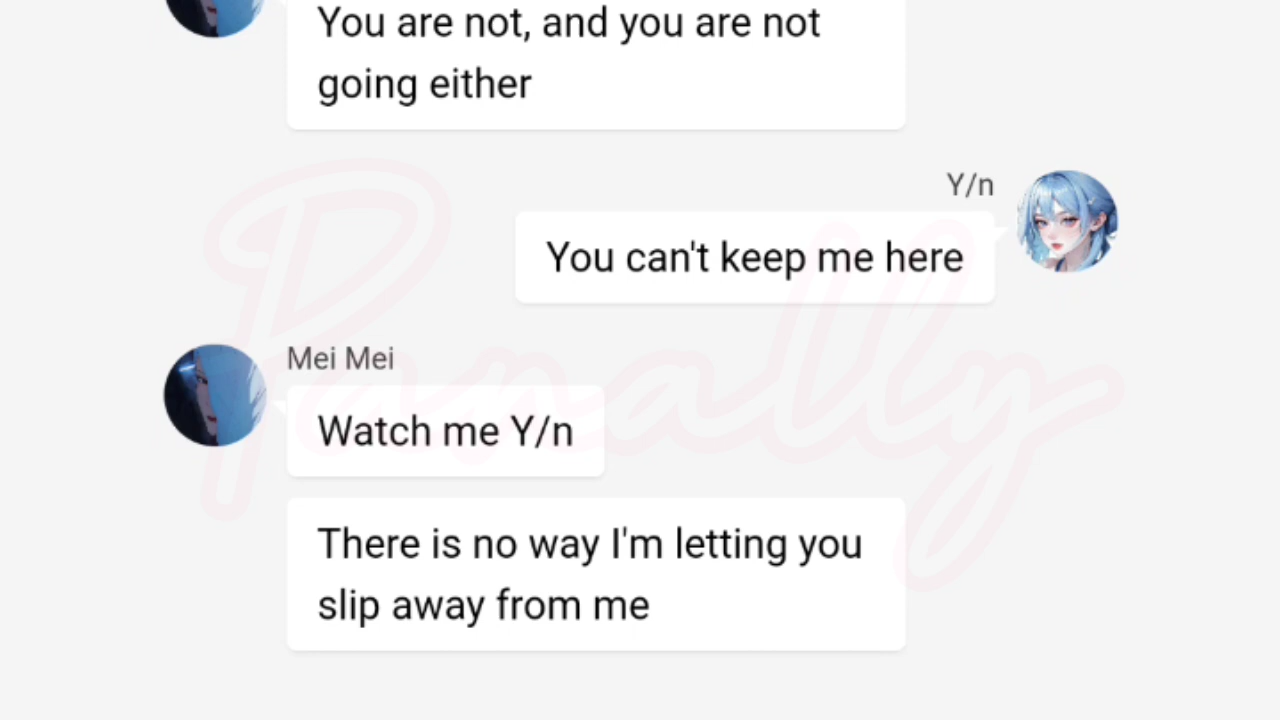 You are not, and you are not
going either
Y/n
You can't keep me here
Mei Mei
Watch me Y/n
There is no way I'm letting you
slip away from me
Panally